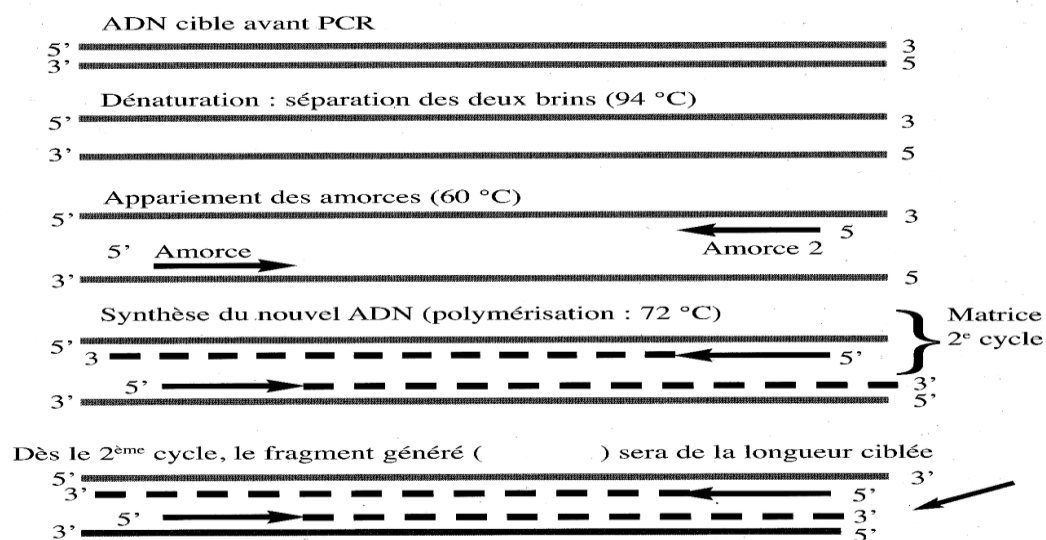 ADN cible avant PCR
5' 3
3' 5
Dénaturation : séparation des deux brins (94 °C)
5' 3
3' 5
Appariement des amorces (60 °C)
5' 3
5
5' Amorce Amorce 2
3' 5
Synthèse du nouvel ADN (polymérisation : 72 °C) Matrice
2e cycle
5'
3 5'
5' 3'
3' 5'
Dès le 2ème cycle, le fragment généré ( ) sera de la longueur ciblée
5' 3'
3' 5'
5' 3'
3' 5'